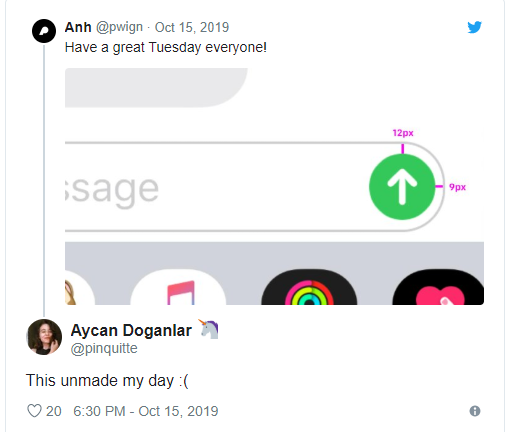 Anh @pwign · Oct 15, 2019
Have a great Tuesday everyone!
12px
ssage
9px
Aycan Doganlar 🦄
@pinquitte
This unmade my day :(
20 6:30 PM - Oct 15, 2019